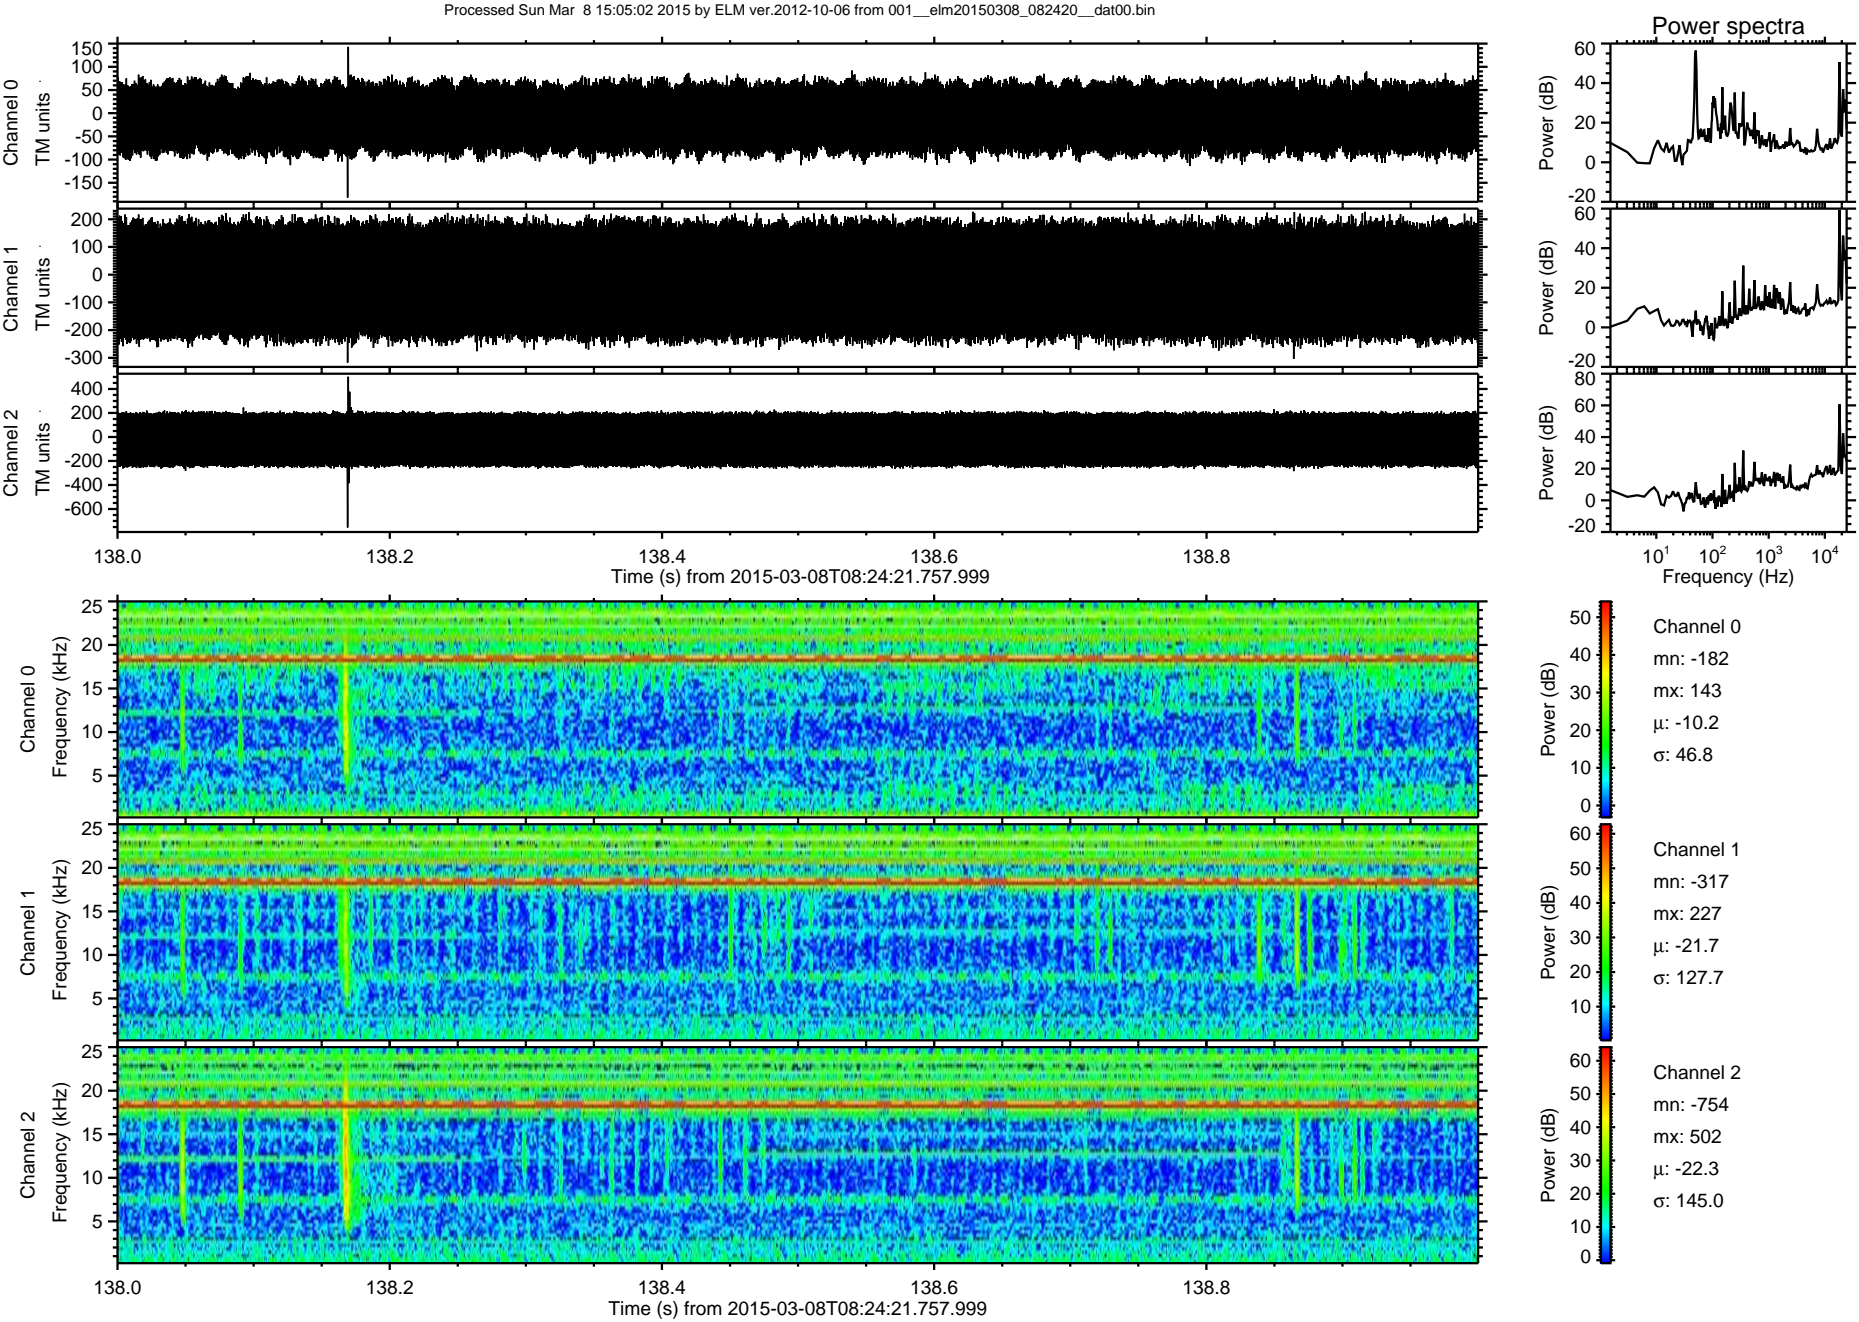 Processed Sun Mar  8 15:05:02 2015 by ELM ver.2012-10-06 from 001__elm20150308_082420__dat00.bin
Power spectra
Channel 0
TM units
150
100
50
0
-50
-100
-150
Power (dB)
60
40
20
0
-20
Channel 1
TM units
200
100
0
-100
-200
-300
Power (dB)
60
40
20
0
-20
Channel 2
TM units
400
200
0
-200
-400
-600
Power (dB)
80
60
40
20
0
-20
138.0 138.2 138.4 138.6 138.8
Time (s) from 2015-03-08T08:24:21.757.999
10¹ 10² 10³ 10⁴
Frequency (Hz)
Channel 0
Frequency (kHz)
25
20
15
10
5
Power (dB)
50
40
30
20
10
0
Channel 0
mn: -182
mx: 143
μ: -10.2
σ: 46.8
Channel 1
Frequency (kHz)
25
20
15
10
5
Power (dB)
60
50
40
30
20
10
Channel 1
mn: -317
mx: 227
μ: -21.7
σ: 127.7
Channel 2
Frequency (kHz)
25
20
15
10
5
Power (dB)
60
50
40
30
20
10
0
Channel 2
mn: -754
mx: 502
μ: -22.3
σ: 145.0
138.0 138.2 138.4 138.6 138.8
Time (s) from 2015-03-08T08:24:21.757.999